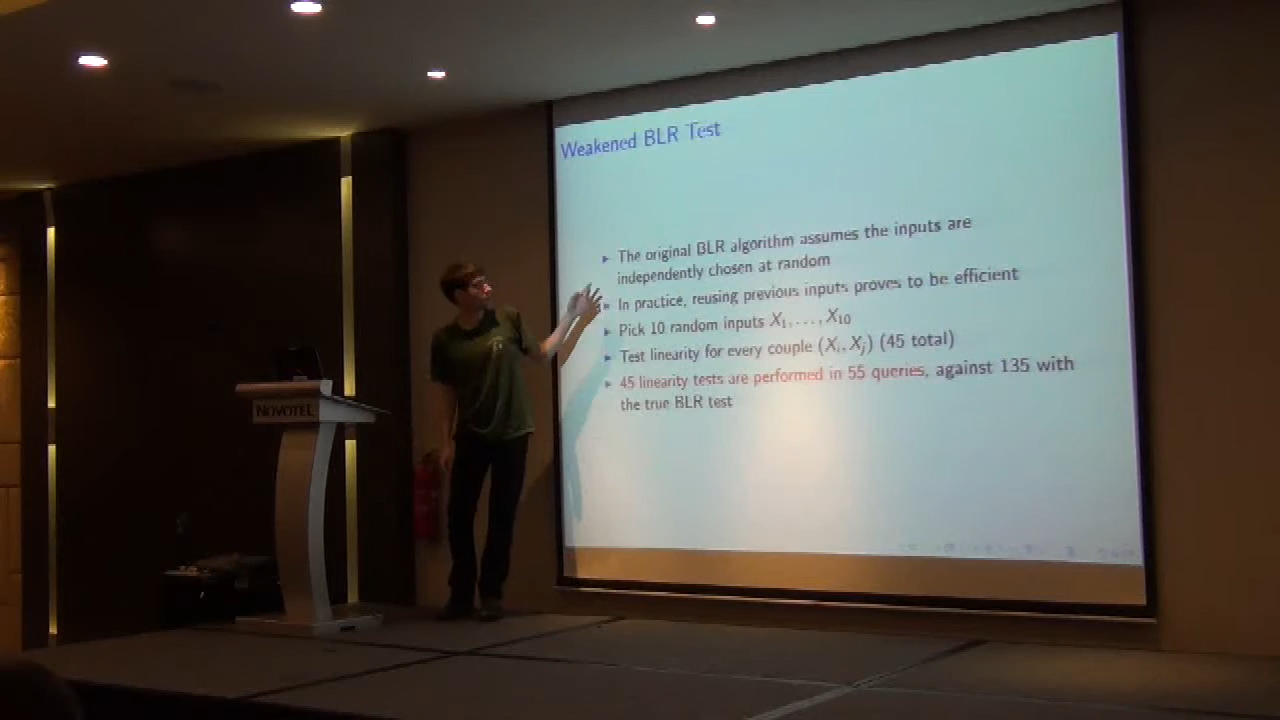 Weakened BLR Test
▸ The original BLR algorithm assumes the inputs are
independently chosen at random
▸ In practice, reusing previous inputs proves to be efficient
▸ Pick 10 random inputs X₁, . . . , X₁₀
▸ Test linearity for every couple (Xᵢ, Xⱼ) (45 total)
▸ 45 linearity tests are performed in 55 queries, against 135 with
the true BLR test
NOVOTEL